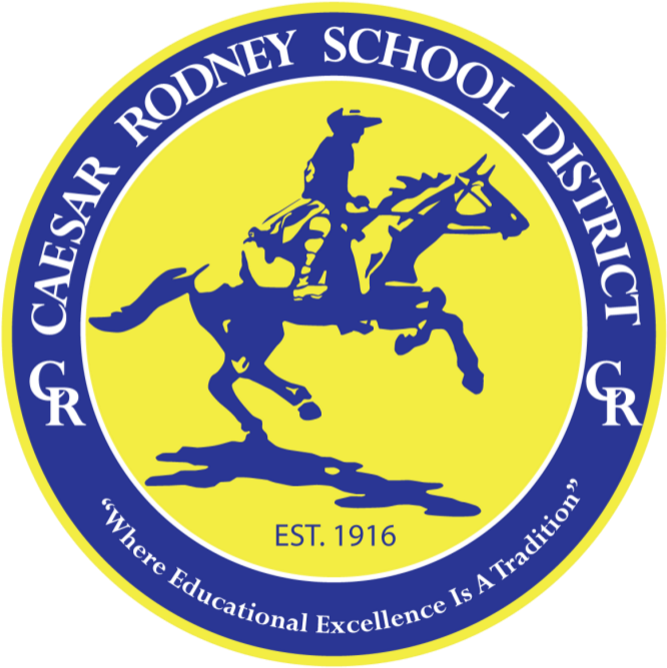 CAESAR RODNEY SCHOOL DISTRICT
CR
CR
EST. 1916
“Where Educational Excellence Is A Tradition”